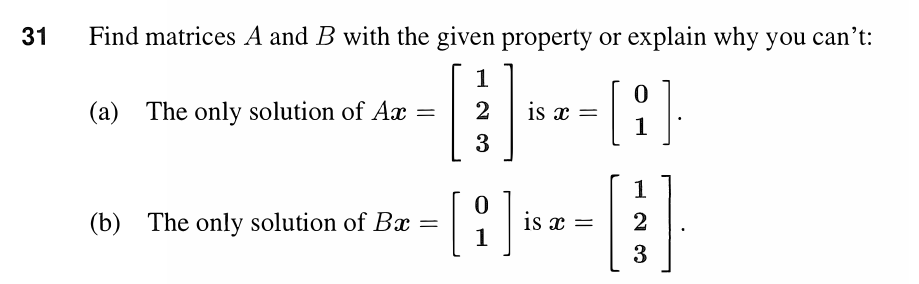 31 Find matrices A and B with the given property or explain why you can't:
(a) The only solution of Ax = [1 2 3] is x = [0 1].
(b) The only solution of Bx = [0 1] is x = [1 2 3].